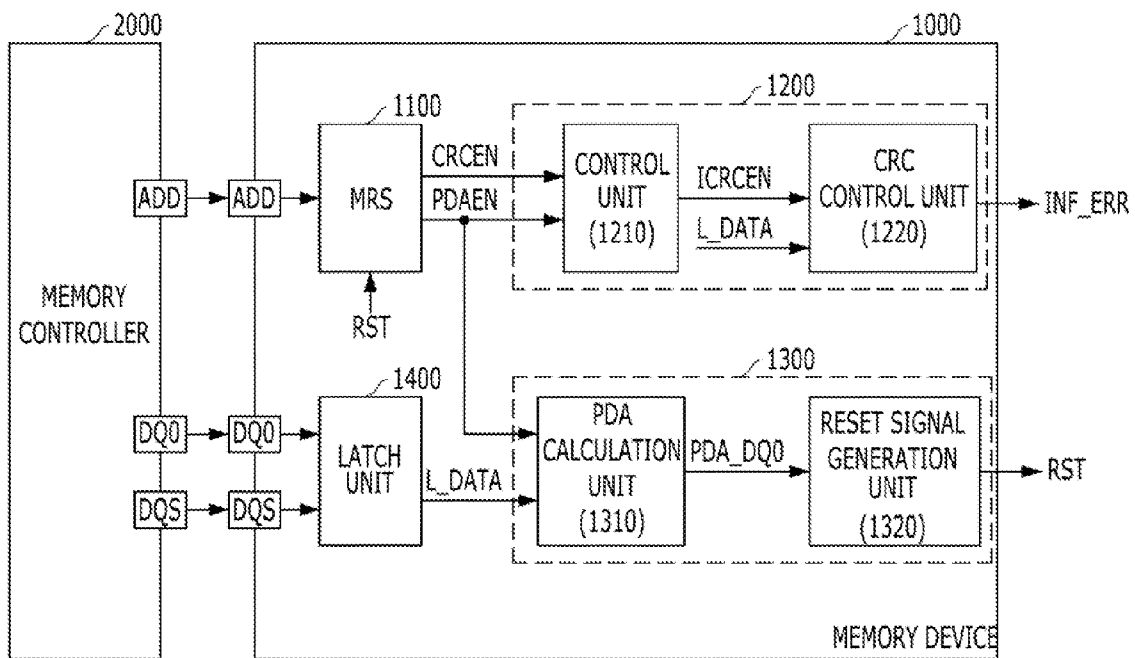 2000
1000
1100
1200
CRCEN
PDAEN
MRS
CONTROL
UNIT
(1210)
ICRCEN
L_DATA
CRC
CONTROL UNIT
(1220)
INF_ERR
ADD
ADD
RST
MEMORY
CONTROLLER
1400
1300
DQ0
DQ0
DQS
DQS
LATCH
UNIT
L_DATA
PDA
CALCULATION
UNIT
(1310)
PDA_DQ0
RESET SIGNAL
GENERATION
UNIT
(1320)
RST
MEMORY DEVICE